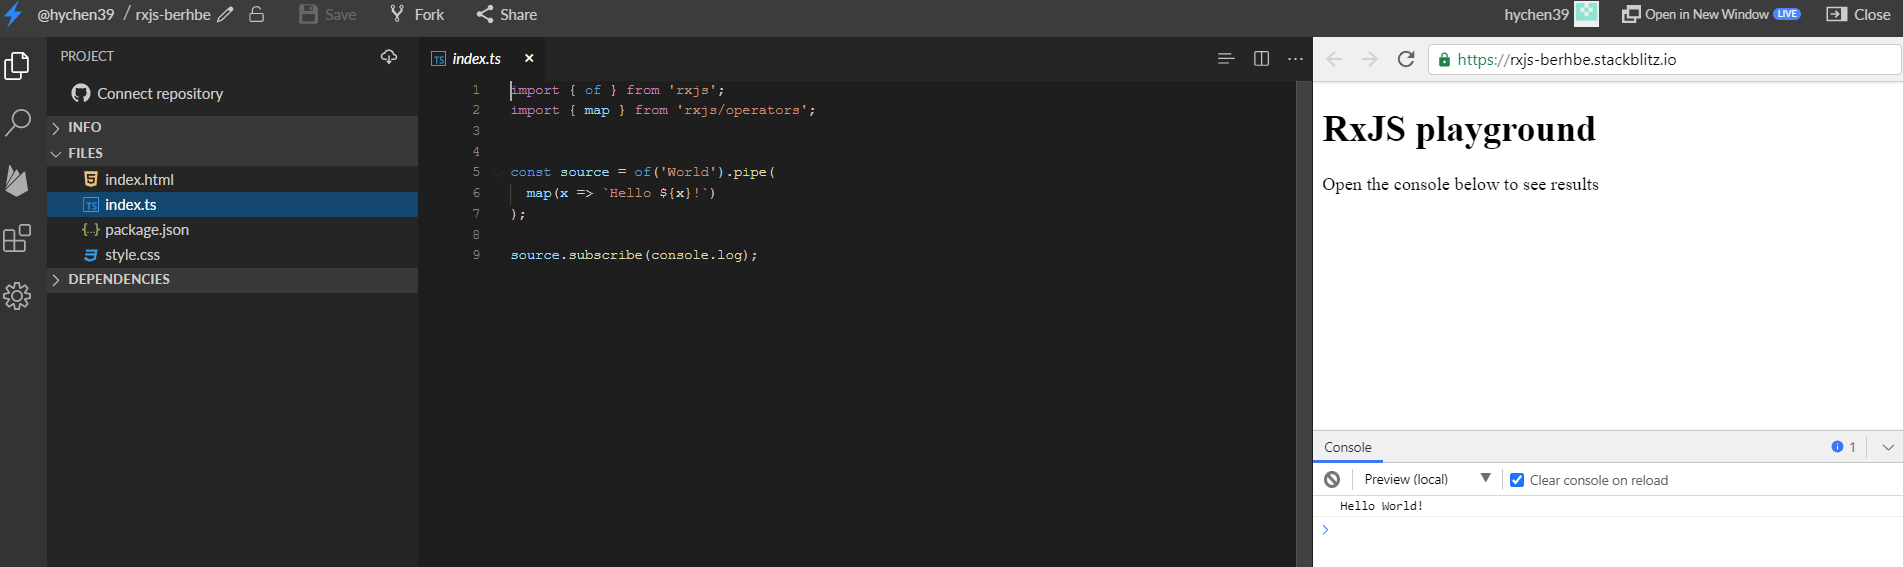 @hychen39 / rxjs-berhbe Save Fork Share hychen39 Open in New Window LIVE Close
PROJECT
Connect repository
INFO
FILES
index.html
TS index.ts
{..} package.json
style.css
DEPENDENCIES
TS index.ts ×
1 import { of } from 'rxjs';
2 import { map } from 'rxjs/operators';
3
4
5 const source = of('World').pipe(
6 map(x => `Hello ${x}!`)
7 );
8
9 source.subscribe(console.log);
https://rxjs-berhbe.stackblitz.io
RxJS playground
Open the console below to see results
Console 1
Preview (local) Clear console on reload
Hello World!